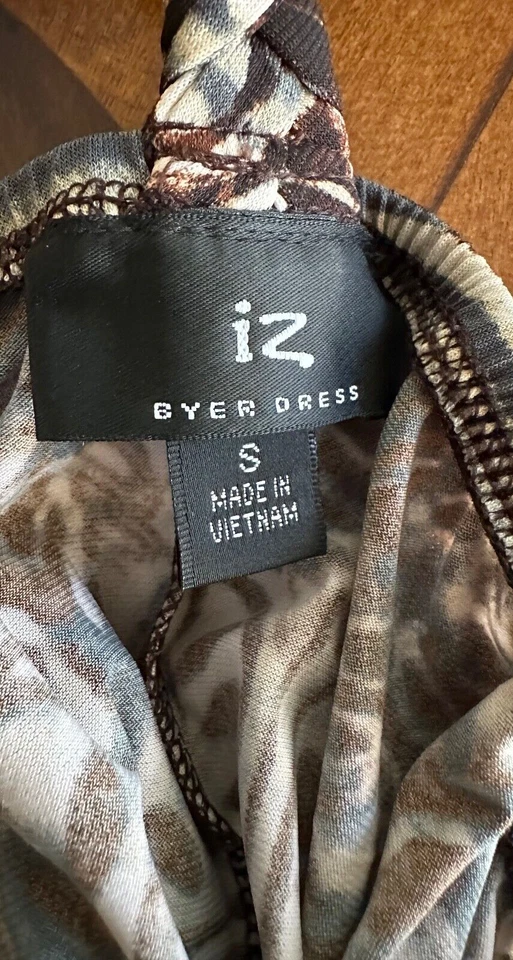 iz
BYER DRESS
S
MADE IN
VIETNAM